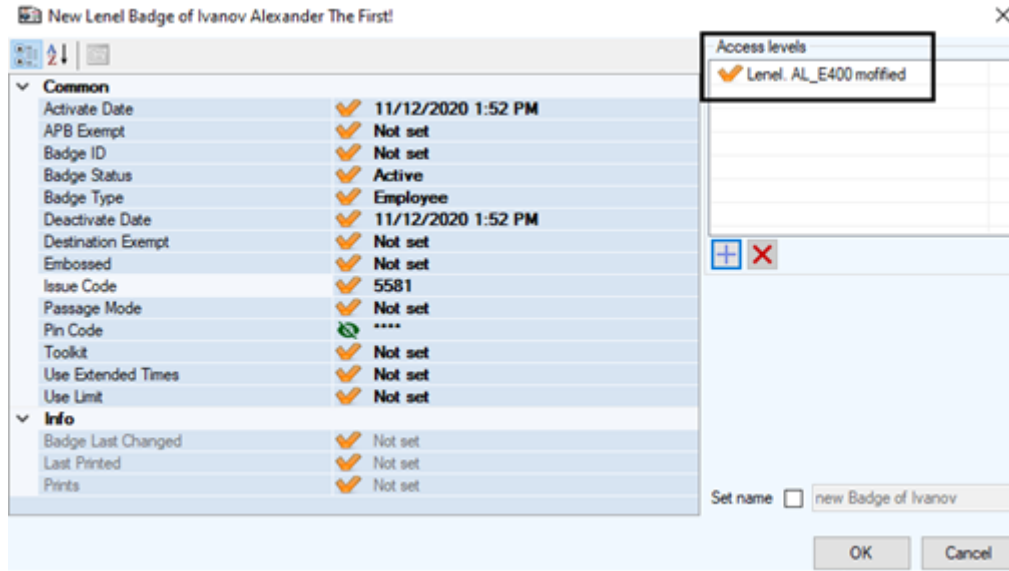 New Lenel Badge of Ivanov Alexander The First!
Common
Activate Date 11/12/2020 1:52 PM
APB Exempt Not set
Badge ID Not set
Badge Status Active
Badge Type Employee
Deactivate Date 11/12/2020 1:52 PM
Destination Exempt Not set
Embossed Not set
Issue Code 5581
Passage Mode Not set
Pin Code ****
Toolkit Not set
Use Extended Times Not set
Use Limit Not set
Info
Badge Last Changed Not set
Last Printed Not set
Prints Not set
Access levels
Lenel. AL_E400 moffied
Set name new Badge of Ivanov
OK Cancel